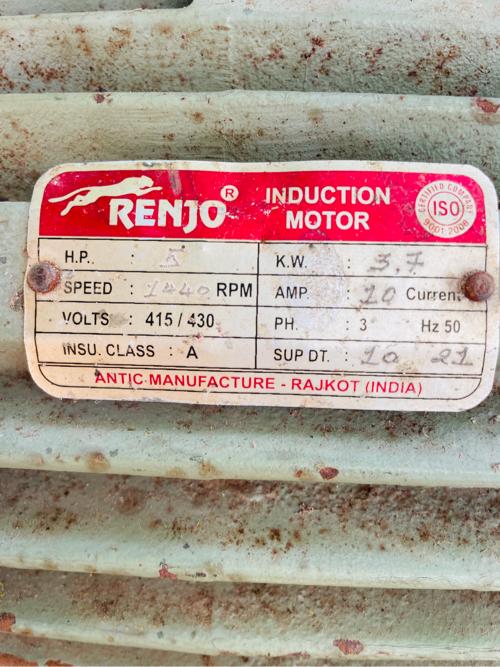 RENJO® INDUCTION MOTOR
CERTIFIED COMPANY ISO 9001:2008
H.P. : 5
K.W. : 3.7
SPEED : 1440 RPM
AMP : 10 Current
VOLTS : 415 / 430
PH. : 3 Hz 50
INSU. CLASS : A
SUP DT. : 10 21
ANTIC MANUFACTURE - RAJKOT (INDIA)